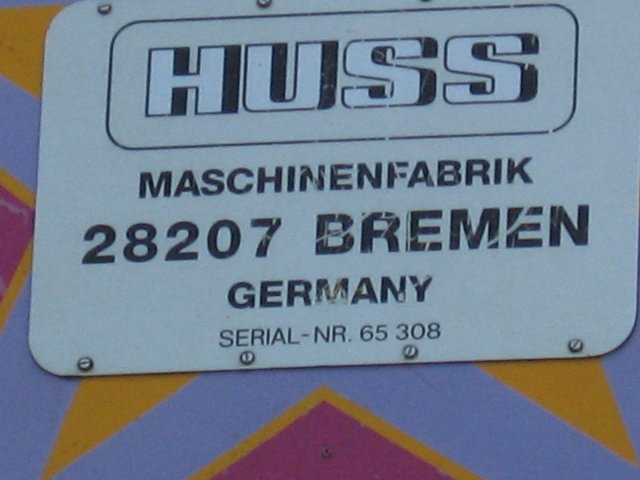 HUSS
MASCHINENFABRIK
28207 BREMEN
GERMANY
SERIAL-NR. 65 308